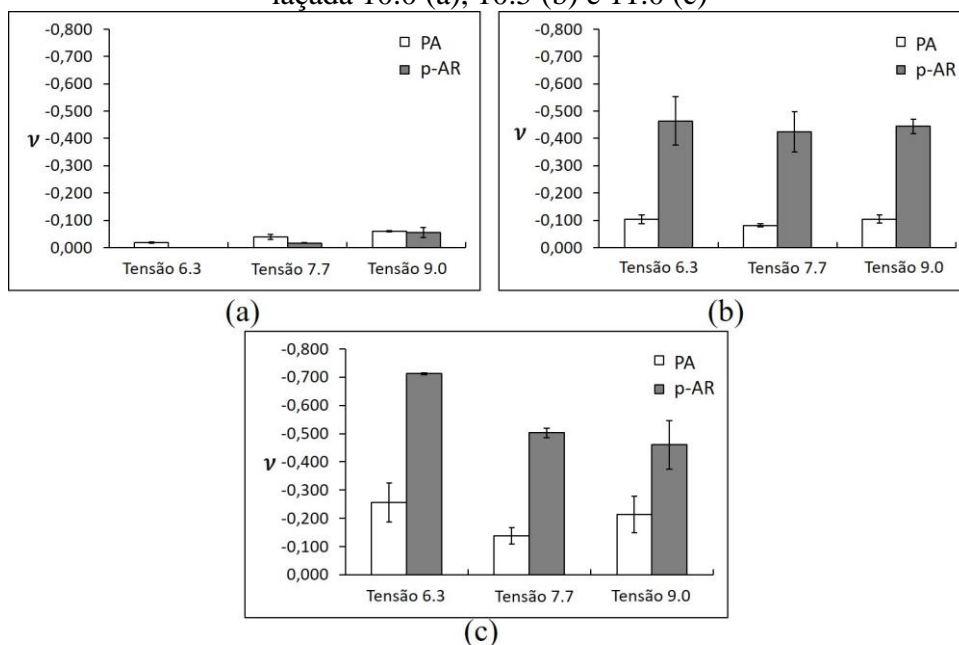 laçada 10.0 (a), 10.5 (b) e 11.0 (c)
-0,800
-0,700
-0,600
-0,500
-0,400
-0,300
-0,200
-0,100
0,000
ν
PA
p-AR
Tensão 6.3 Tensão 7.7 Tensão 9.0
(a)
-0,800
-0,700
-0,600
-0,500
-0,400
-0,300
-0,200
-0,100
0,000
ν
PA
p-AR
Tensão 6.3 Tensão 7.7 Tensão 9.0
(b)
-0,800
-0,700
-0,600
-0,500
-0,400
-0,300
-0,200
-0,100
0,000
ν
PA
p-AR
Tensão 6.3 Tensão 7.7 Tensão 9.0
(c)